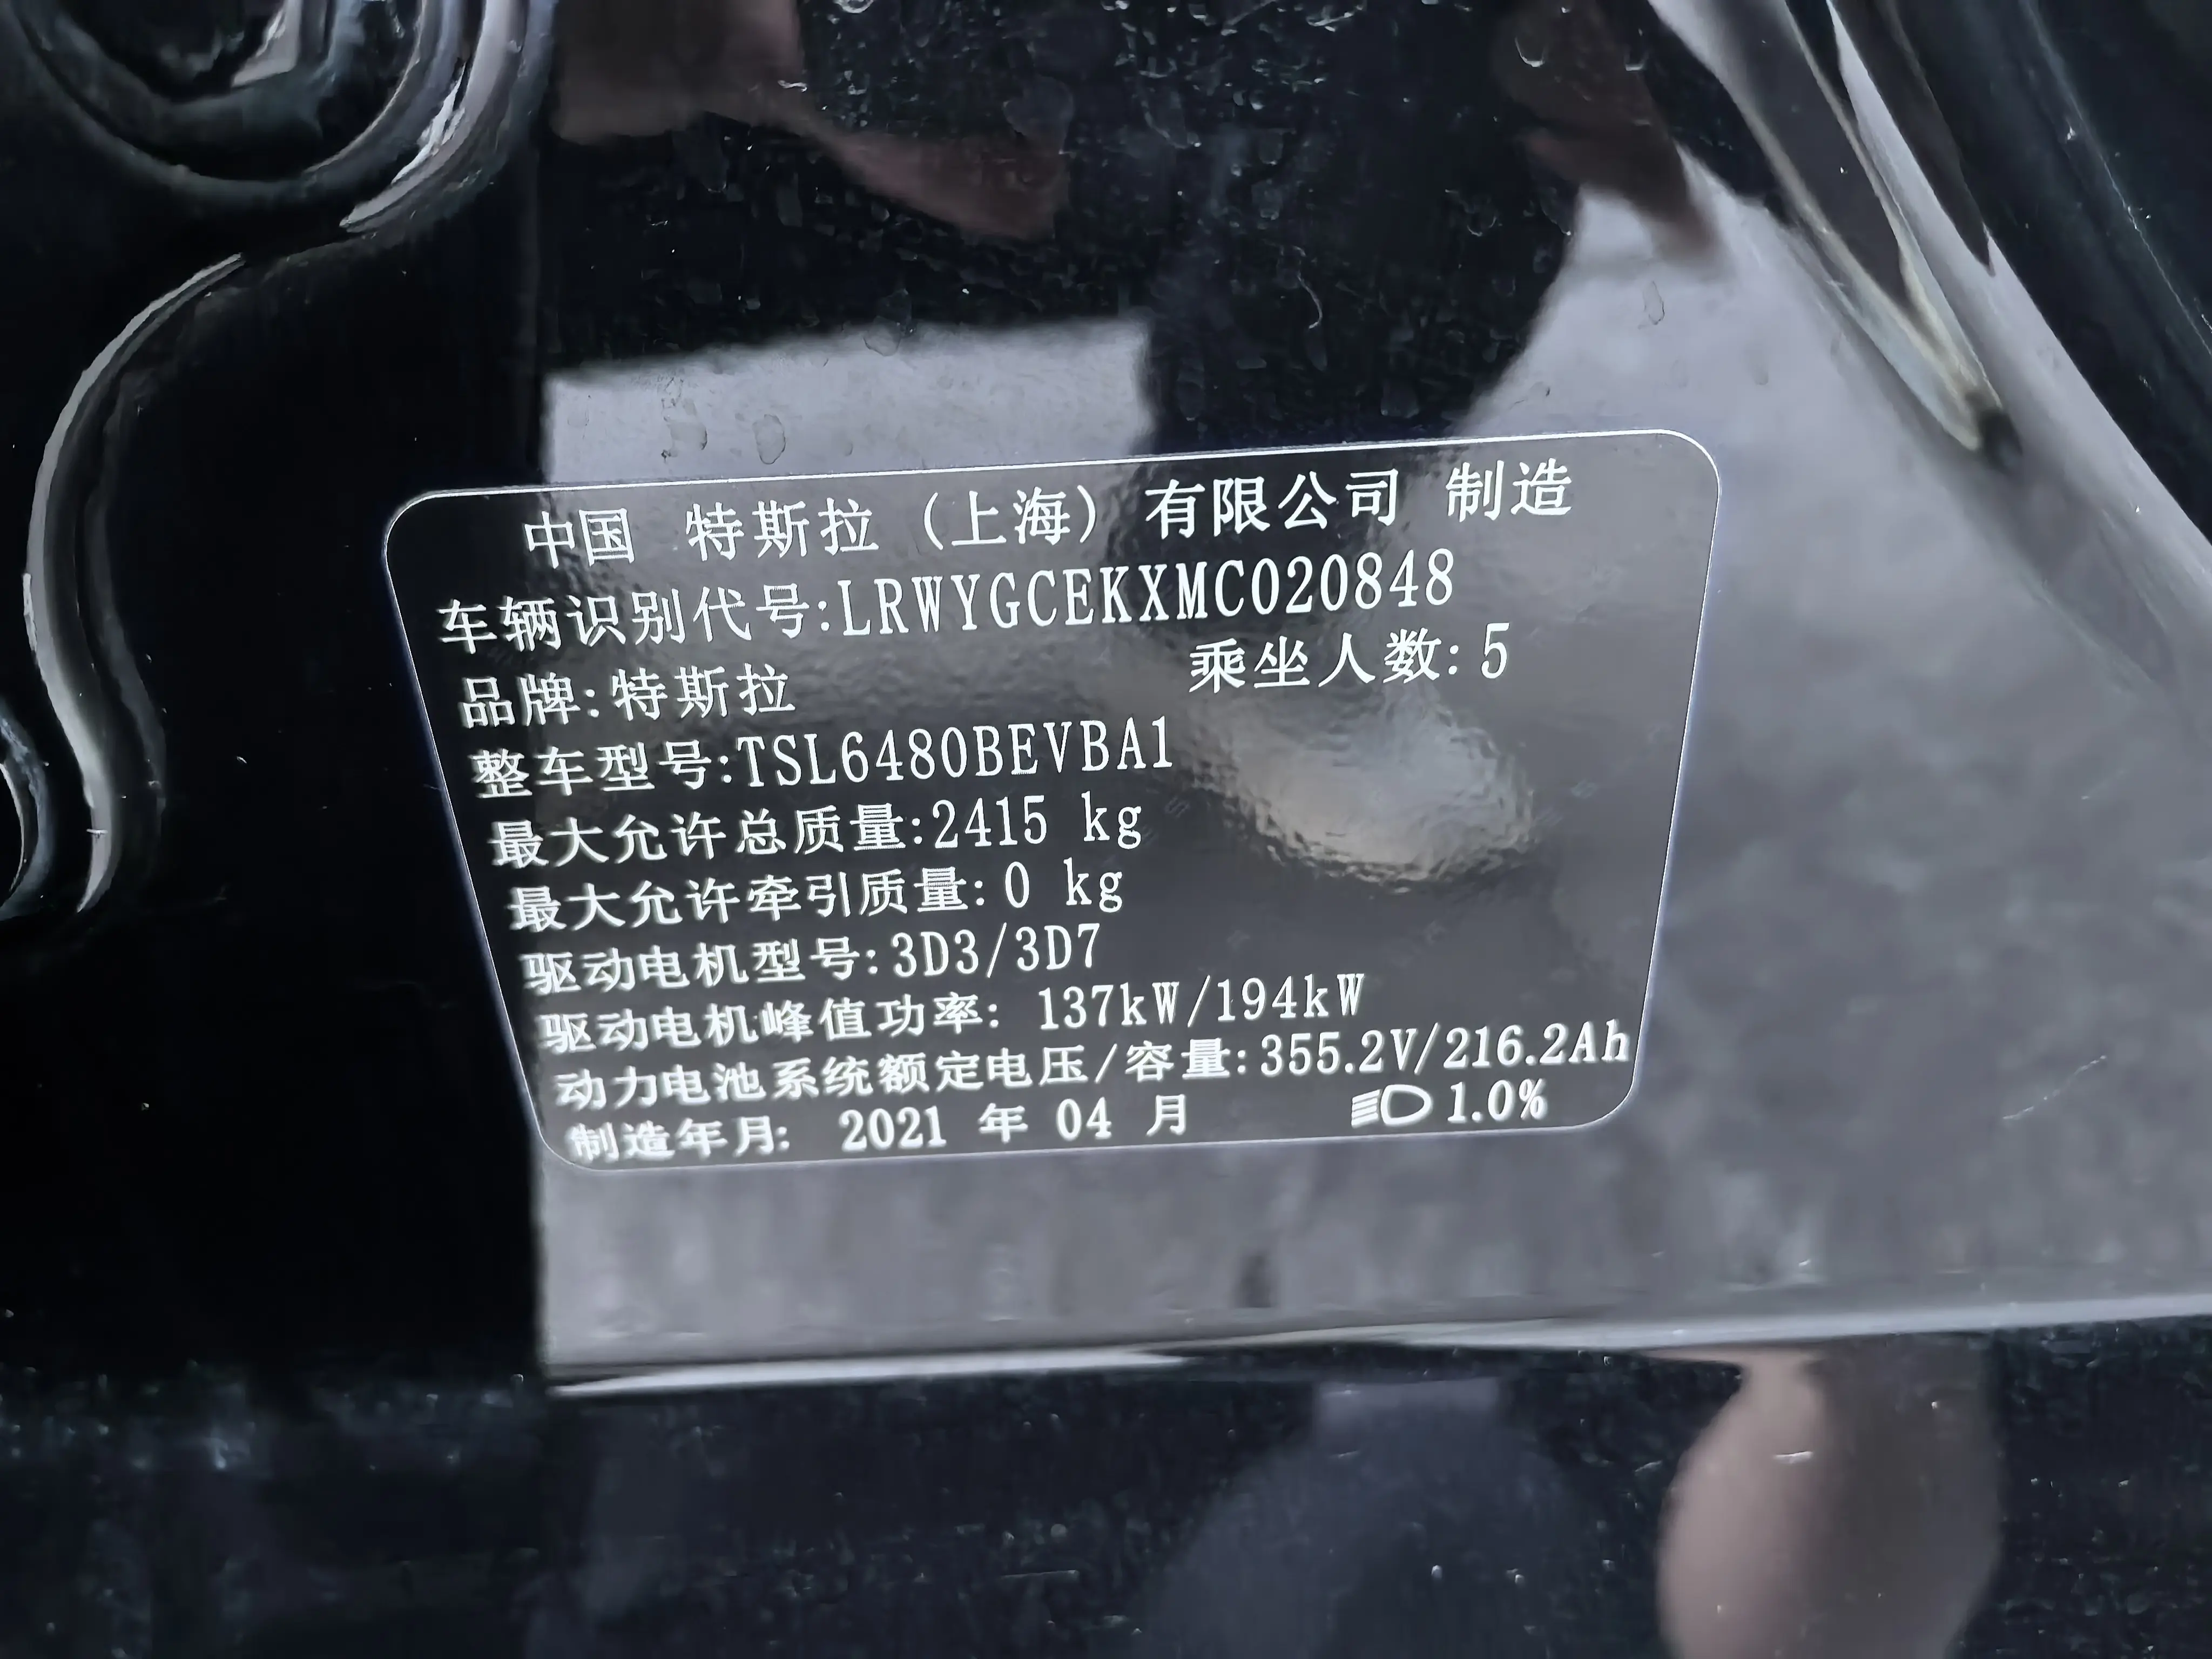 中国 特斯拉（上海）有限公司 制造
车辆识别代号:LRWYGCEKXMC020848
品牌:特斯拉 乘坐人数:5
整车型号:TSL6480BEVBA1
最大允许总质量:2415 kg
最大允许牵引质量:0 kg
驱动电机型号:3D3/3D7
驱动电机峰值功率: 137kW/194kW
动力电池系统额定电压/容量:355.2V/216.2Ah
制造年月: 2021 年 04 月 1.0%